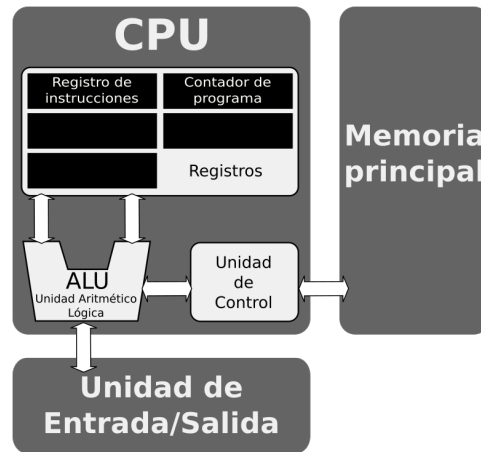 CPU
Registro de
instrucciones
Contador de
programa
Registros
Memoria
principal
ALU
Unidad Aritmético
Lógica
Unidad
de
Control
Unidad de
Entrada/Salida